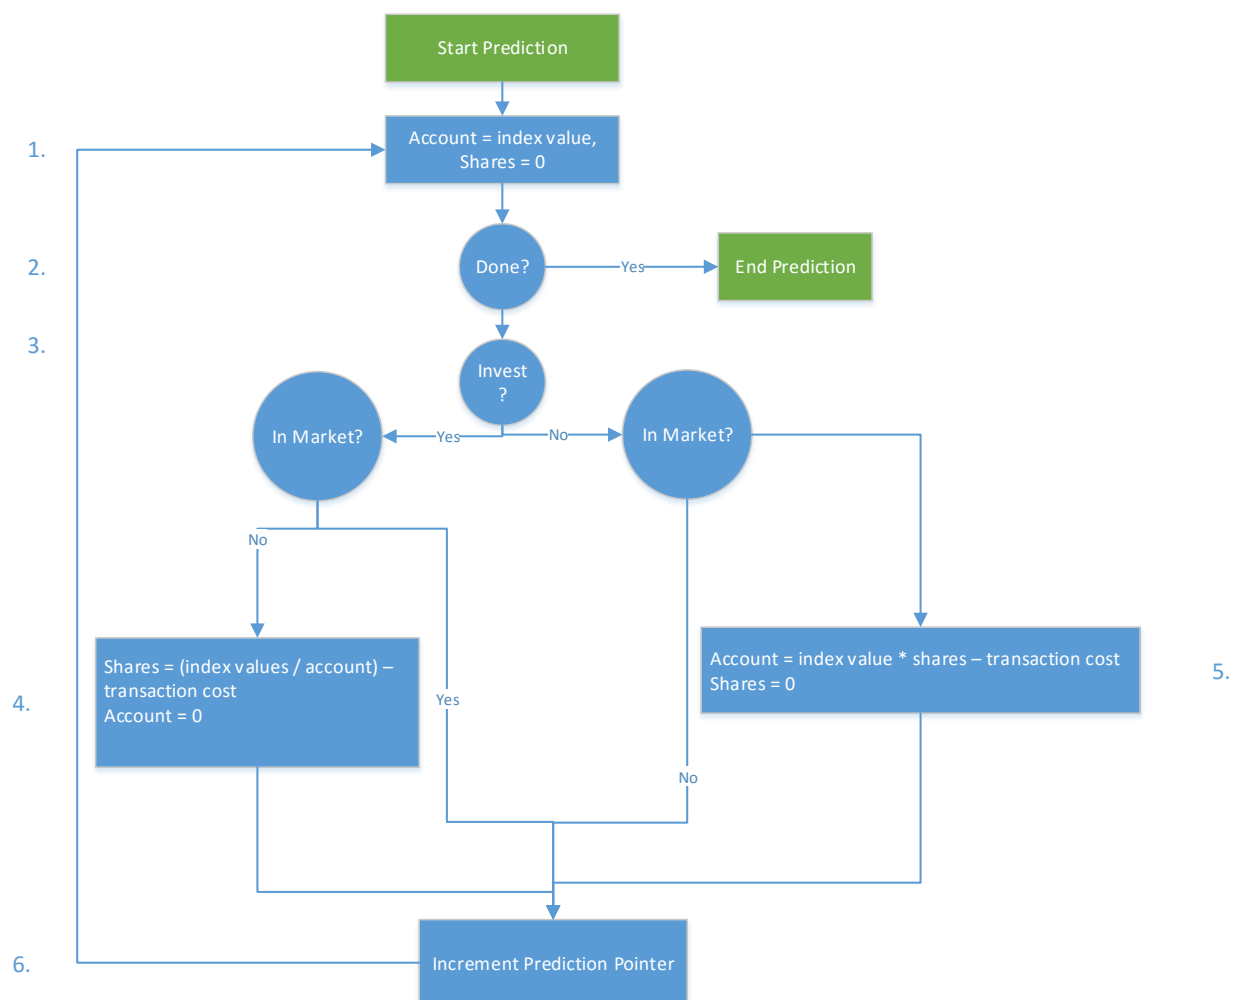 Start Prediction
1.
Account = index value,
Shares = 0
2.
Done?
Yes
End Prediction
3.
Invest
?
In Market?
Yes
No
In Market?
No
Shares = (index values / account) –
transaction cost
Account = 0
4.
Yes
Account = index value * shares – transaction cost
Shares = 0
5.
No
6.
Increment Prediction Pointer